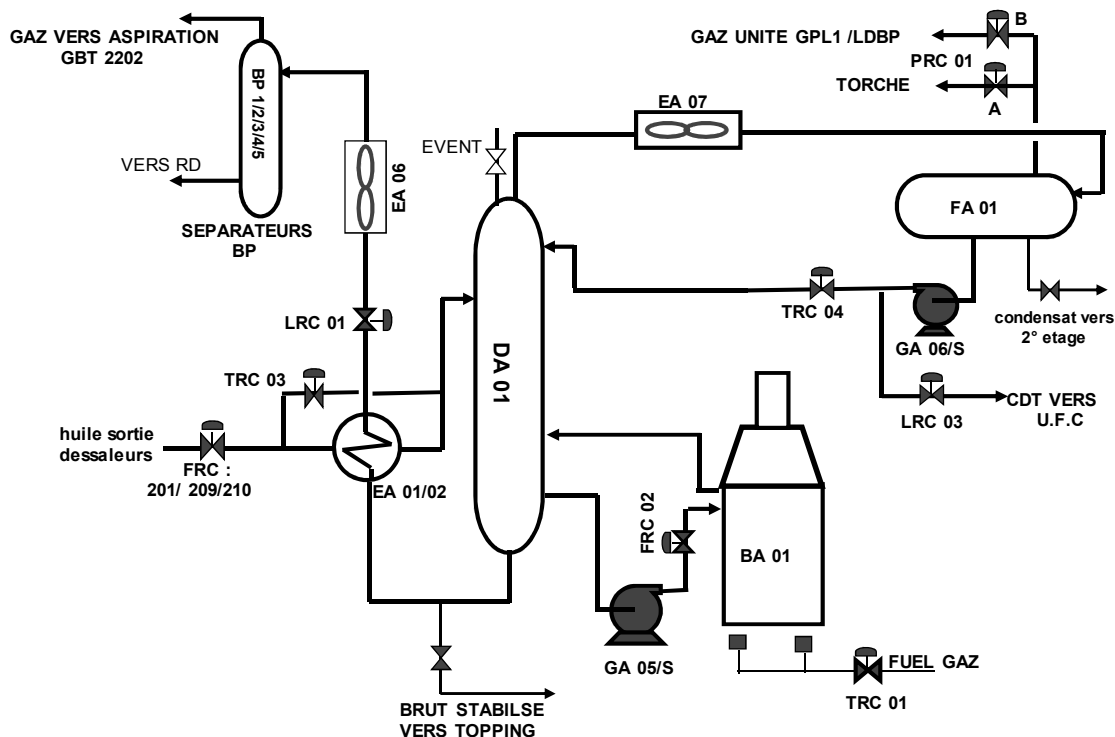 GAZ VERS ASPIRATION
GBT 2202
BP 1/2/3/4/5
VERS RD
SEPARATEURS
BP
EA 06
LRC 01
TRC 03
huile sortie
dessaleurs
FRC :
201/ 209/210
EA 01/02
EVENT
DA 01
EA 07
GAZ UNITE GPL1 /LDBP
B
PRC 01
TORCHE
A
FA 01
TRC 04
GA 06/S
condensat vers
2° etage
LRC 03
CDT VERS
U.F.C
FRC 02
BA 01
GA 05/S
FUEL GAZ
TRC 01
BRUT STABILSE
VERS TOPPING